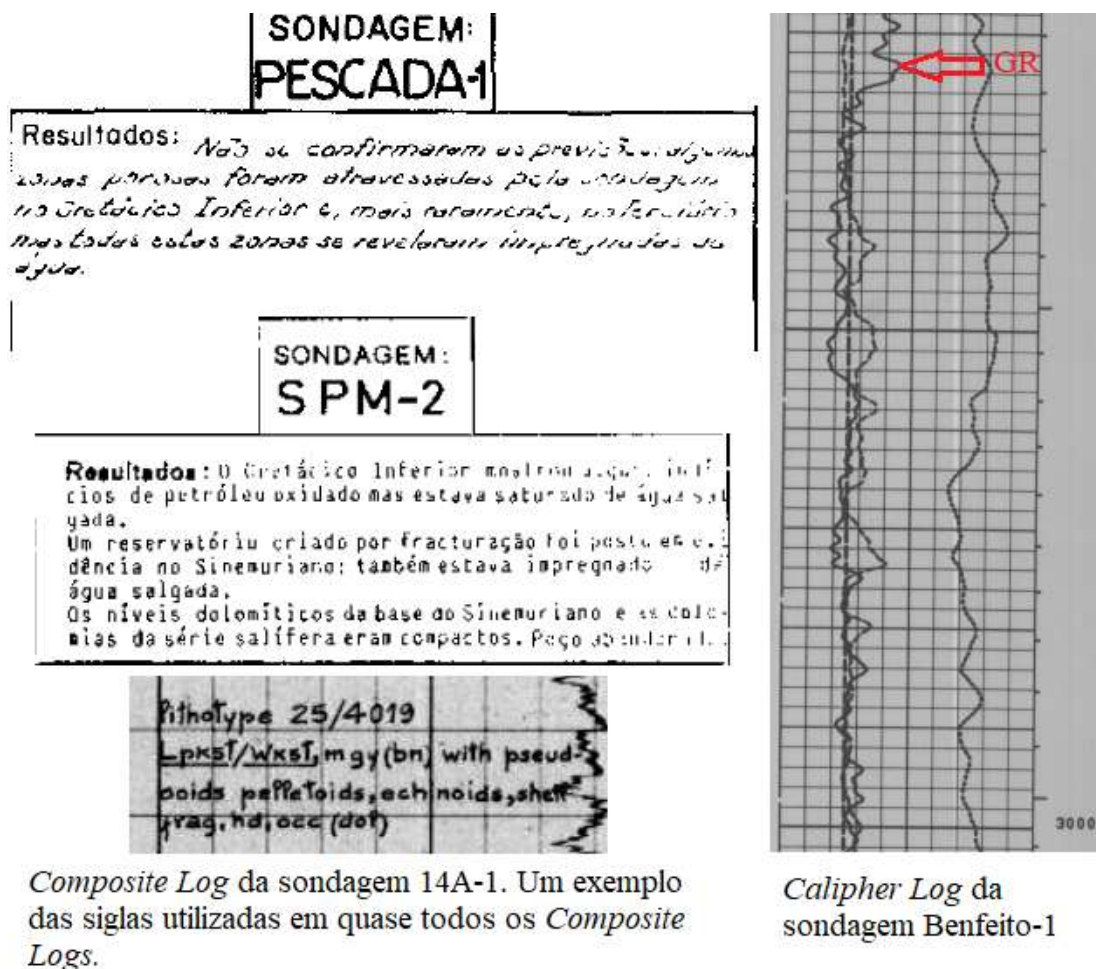 SONDAGEM:
PESCADA-1
Resultados: Não se confirmaram as previsões: algumas
zonas porosas foram atravessadas pela sondagem
no Cretácico Inferior e, mais raramente, no Terciário
mas todas estas zonas se revelaram impregnadas de
água.
SONDAGEM:
SPM-2
Resultados: O Cretácico Inferior mostrou alguns indí-
cios de petróleo oxidado mas estava saturado de água sal
gada.
Um reservatório criado por fracturação foi posto em
dência no Sinemuriano: também estava impregnado de
água salgada.
Os níveis dolomíticos da base do Sinemuriano e as dolo-
mias da série salífera eram compactos. Poço
Lithotype 25/4019
Lpkst/Wkst, m gy (bn) with pseud-
ooids pelletoids, echinoids, shell
frag, hd, occ (dol)
GR
3000
Composite Log da sondagem 14A-1. Um exemplo
das siglas utilizadas em quase todos os Composite
Logs.
Calipher Log da
sondagem Benfeito-1